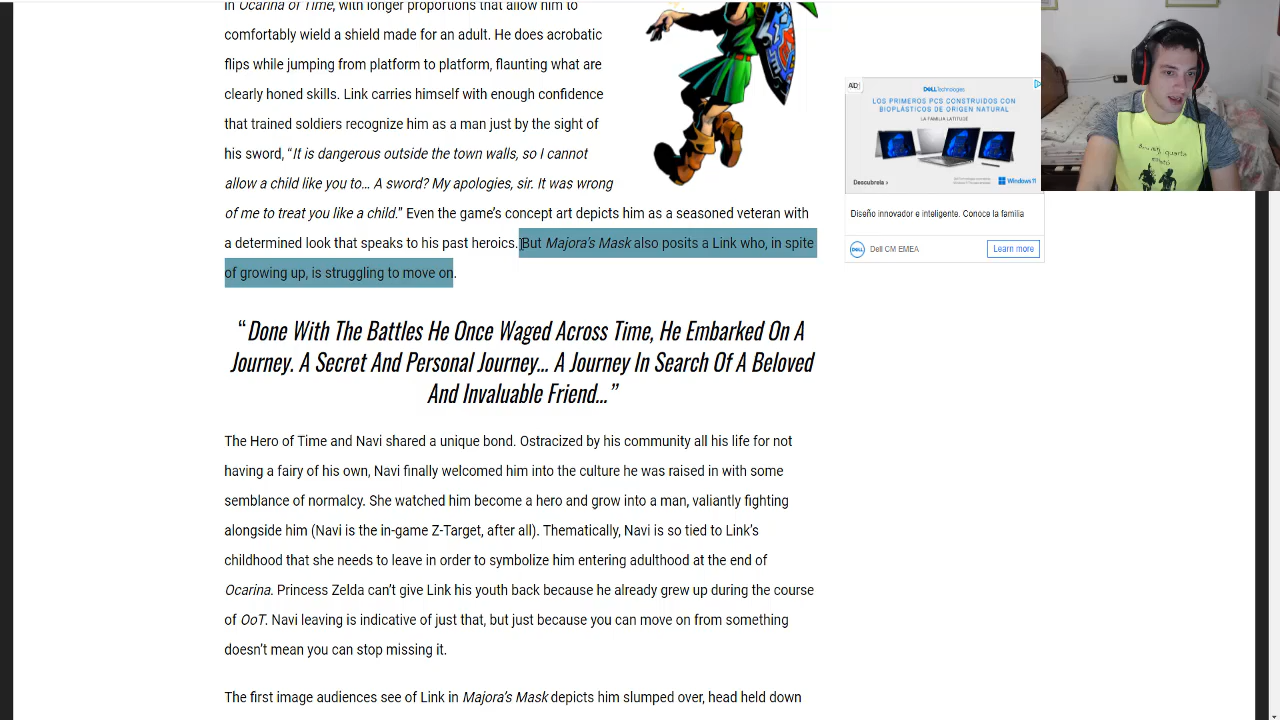 in Ocarina of Time, with longer proportions that allow him to
comfortably wield a shield made for an adult. He does acrobatic
flips while jumping from platform to platform, flaunting what are
clearly honed skills. Link carries himself with enough confidence
that trained soldiers recognize him as a man just by the sight of
his sword, “It is dangerous outside the town walls, so I cannot
allow a child like you to… A sword? My apologies, sir. It was wrong
of me to treat you like a child.” Even the game’s concept art depicts him as a seasoned veteran with
a determined look that speaks to his past heroics. But Majora’s Mask also posits a Link who, in spite
of growing up, is struggling to move on.
“Done With The Battles He Once Waged Across Time, He Embarked On A
Journey. A Secret And Personal Journey… A Journey In Search Of A Beloved
And Invaluable Friend…”
The Hero of Time and Navi shared a unique bond. Ostracized by his community all his life for not
having a fairy of his own, Navi finally welcomed him into the culture he was raised in with some
semblance of normalcy. She watched him become a hero and grow into a man, valiantly fighting
alongside him (Navi is the in-game Z-Target, after all). Thematically, Navi is so tied to Link’s
childhood that she needs to leave in order to symbolize him entering adulthood at the end of
Ocarina. Princess Zelda can’t give Link his youth back because he already grew up during the course
of OoT. Navi leaving is indicative of just that, but just because you can move on from something
doesn’t mean you can stop missing it.
The first image audiences see of Link in Majora’s Mask depicts him slumped over, head held down
DELL Technologies
LOS PRIMEROS PCS CONSTRUIDOS CON
BIOPLÁSTICOS DE ORIGEN NATURAL
LA FAMILIA LATITUDE
Descubrela >
Windows 11
Diseño innovador e inteligente. Conoce la familia
DELL
Dell CM EMEA
Learn more